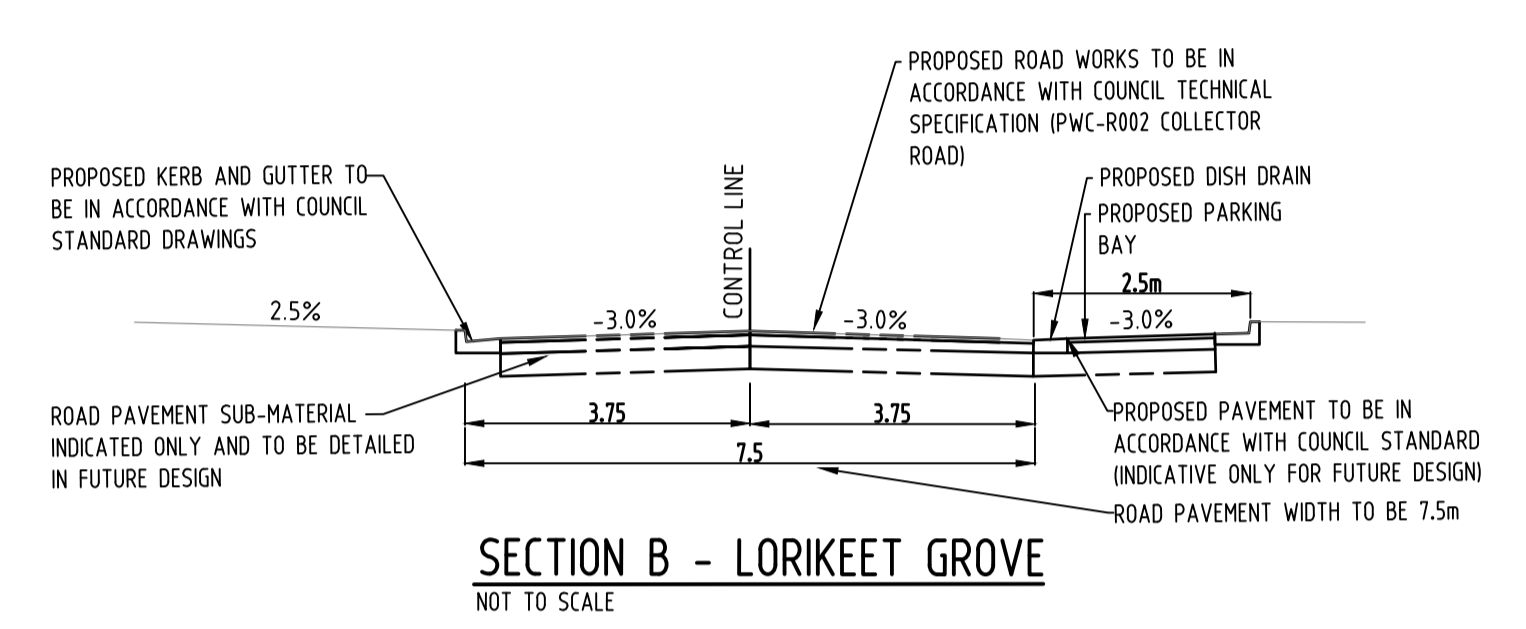 PROPOSED ROAD WORKS TO BE IN
ACCORDANCE WITH COUNCIL TECHNICAL
SPECIFICATION (PWC-R002 COLLECTOR
ROAD)
PROPOSED KERB AND GUTTER TO
BE IN ACCORDANCE WITH COUNCIL
STANDARD DRAWINGS
CONTROL LINE
PROPOSED DISH DRAIN
PROPOSED PARKING
BAY
2.5m
2.5%
-3.0%
-3.0%
-3.0%
ROAD PAVEMENT SUB-MATERIAL
INDICATED ONLY AND TO BE DETAILED
IN FUTURE DESIGN
3.75
3.75
7.5
PROPOSED PAVEMENT TO BE IN
ACCORDANCE WITH COUNCIL STANDARD
(INDICATIVE ONLY FOR FUTURE DESIGN)
ROAD PAVEMENT WIDTH TO BE 7.5m
SECTION B - LORIKEET GROVE
NOT TO SCALE